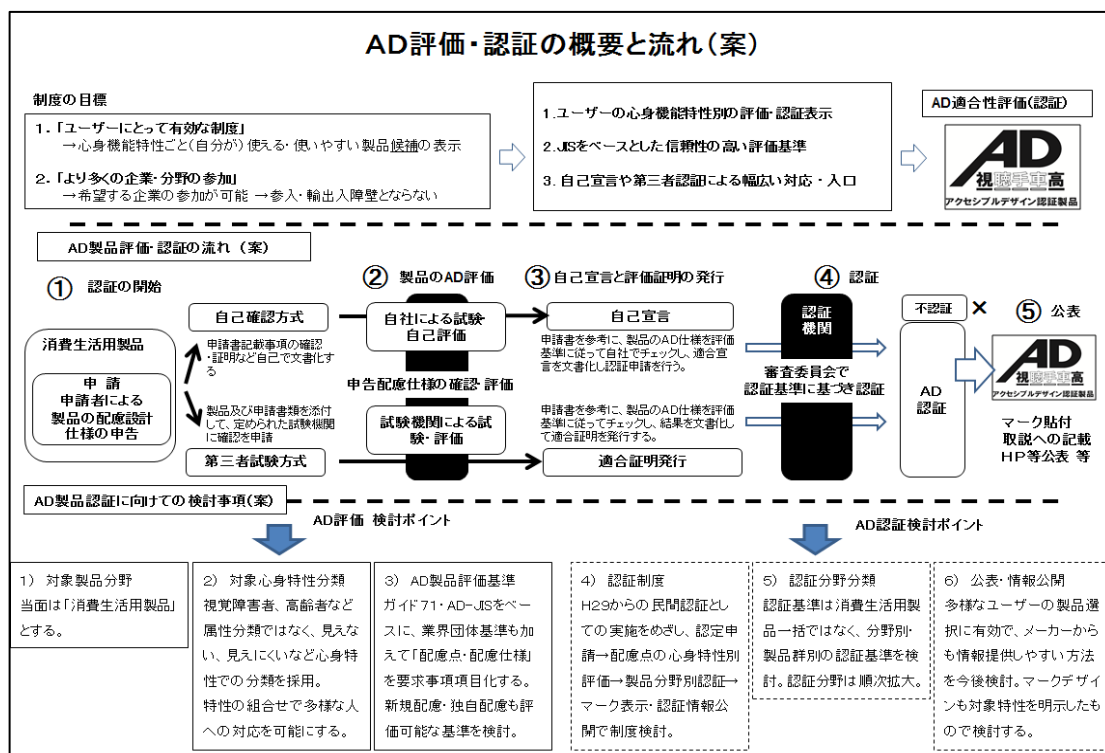 AD評価・認証の概要と流れ(案)
制度の目標
1．「ユーザーにとって有効な制度」
→心身機能特性ごと(自分が)使える・使いやすい製品候補の表示
2．「より多くの企業・分野の参加」
→希望する企業の参加が可能 →参入・輸出入障壁とならない
1.ユーザーの心身機能特性別の評価・認証表示
2.JISをベースとした信頼性の高い評価基準
3. 自己宣言や第三者認証による幅広い対応・入口
AD適合性評価(認証)
AD
視聴手車高
アクセシブルデザイン認証製品
AD製品評価・認証の流れ（案）
① 認証の開始
② 製品のAD評価
③ 自己宣言と評価証明の発行
④ 認証
⑤ 公表
消費生活用製品
申 請
申請者による
製品の配慮設計
仕様の申告
自己確認方式
申請書記載事項の確認
・証明など自己で文書化す
る
製品及び申請書類を添付
して、定められた試験機関
に確認を申請
第三者試験方式
自社による試験・
自己評価
申告配慮仕様の確認・評価
試験機関による試
験・評価
自己宣言
申請書を参考に、製品のAD仕様を評価
基準に従って自社でチェックし、適合宣
言を文書化し認証申請を行う。
申請書を参考に、製品のAD仕様を評価
基準に従ってチェックし、結果を文書化し
て適合証明を発行する。
適合証明発行
認証
機関
審査委員会で
認証基準に基づき認証
不認証 ×
AD
認証
AD
視聴手車高
アクセシブルデザイン認証製品
マーク貼付
取説への記載
HP等公表 等
AD製品認証に向けての検討事項(案)
AD評価 検討ポイント
AD認証検討ポイント
1） 対象製品分野
当面は「消費生活用製品」
とする。
2） 対象心身特性分類
視覚障害者、高齢者など
属性分類ではなく、見えな
い、見えにくいなど心身特
性での分類を採用。
特性の組合せで多様な人
への対応を可能にする。
3） AD製品評価基準
ガイド71・AD-JISをベー
スに、業界団体基準も加
えて「配慮点・配慮仕様」
を要求事項項目化する。
新規配慮・独自配慮も評
価可能な基準を検討。
4） 認証制度
H29からの民間認証とし
ての実施をめざし、認定申
請→配慮点の心身特性別
評価→製品分野別認証→
マーク表示・認証情報公
開で制度検討。
5） 認証分野分類
認証基準は消費生活用製
品一括ではなく、分野別・
製品群別の認証基準を検
討。認証分野は順次拡大。
6） 公表・情報公開
多様なユーザーの製品選
択に有効で、メーカーから
も情報提供しやすい方法
を今後検討。マークデザイ
ンも対象特性を明示したも
ので検討する。